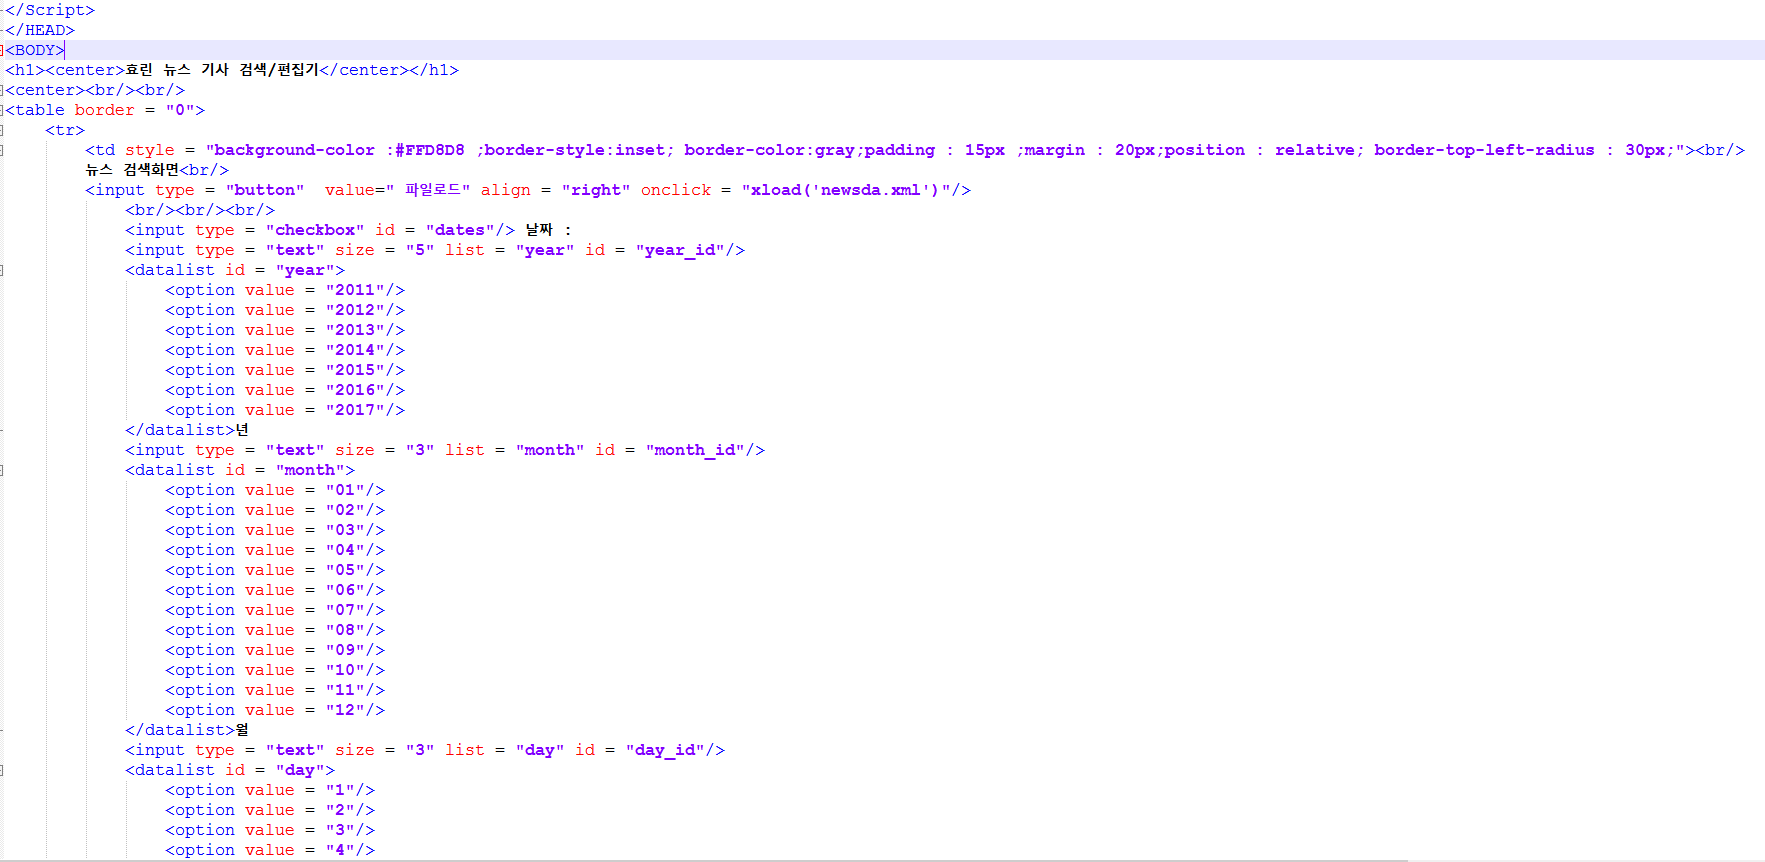 </Script>
</HEAD>
<BODY>
<h1><center>효린 뉴스 기사 검색/편집기</center></h1>
<center><br/><br/>
<table border = "0">
<tr>
<td style = "background-color :#FFD8D8 ;border-style:inset; border-color:gray;padding : 15px ;margin : 20px;position : relative; border-top-left-radius : 30px;"><br/>
뉴스 검색화면<br/>
<input type = "button"  value=" 파일로드" align = "right" onclick = "xload('newsda.xml')"/>
<br/><br/><br/>
<input type = "checkbox" id = "dates"/> 날짜 :
<input type = "text" size = "5" list = "year" id = "year_id"/>
<datalist id = "year">
<option value = "2011"/>
<option value = "2012"/>
<option value = "2013"/>
<option value = "2014"/>
<option value = "2015"/>
<option value = "2016"/>
<option value = "2017"/>
</datalist>년
<input type = "text" size = "3" list = "month" id = "month_id"/>
<datalist id = "month">
<option value = "01"/>
<option value = "02"/>
<option value = "03"/>
<option value = "04"/>
<option value = "05"/>
<option value = "06"/>
<option value = "07"/>
<option value = "08"/>
<option value = "09"/>
<option value = "10"/>
<option value = "11"/>
<option value = "12"/>
</datalist>월
<input type = "text" size = "3" list = "day" id = "day_id"/>
<datalist id = "day">
<option value = "1"/>
<option value = "2"/>
<option value = "3"/>
<option value = "4"/>